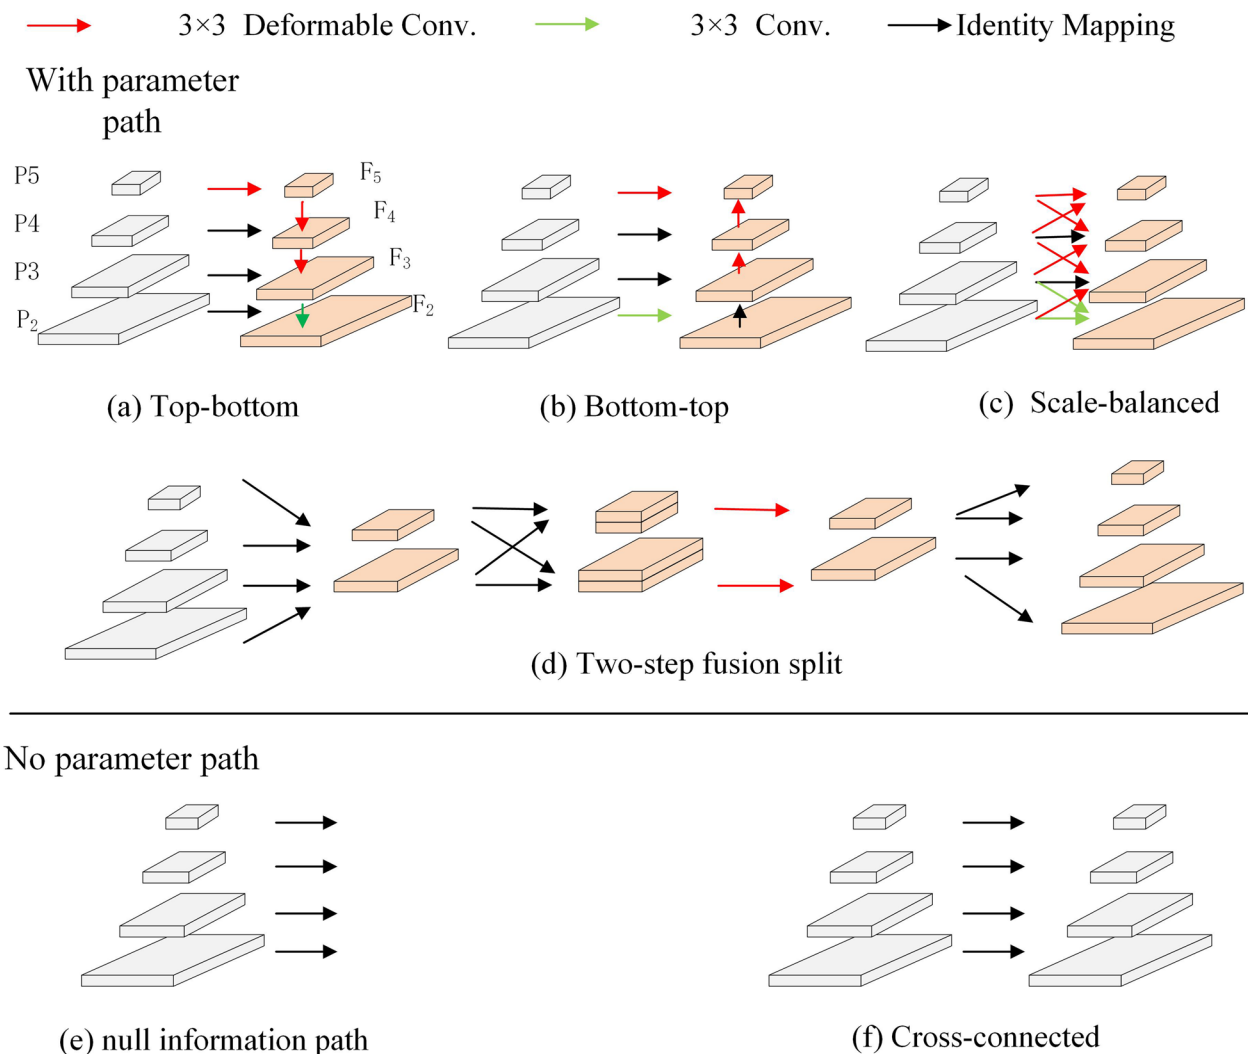 3×3 Deformable Conv. 3×3 Conv. Identity Mapping
With parameter
path
P5 F₅
P4 F₄
P3 F₃
P₂ F₂
(a) Top-bottom (b) Bottom-top (c) Scale-balanced
(d) Two-step fusion split
No parameter path
(e) null information path (f) Cross-connected